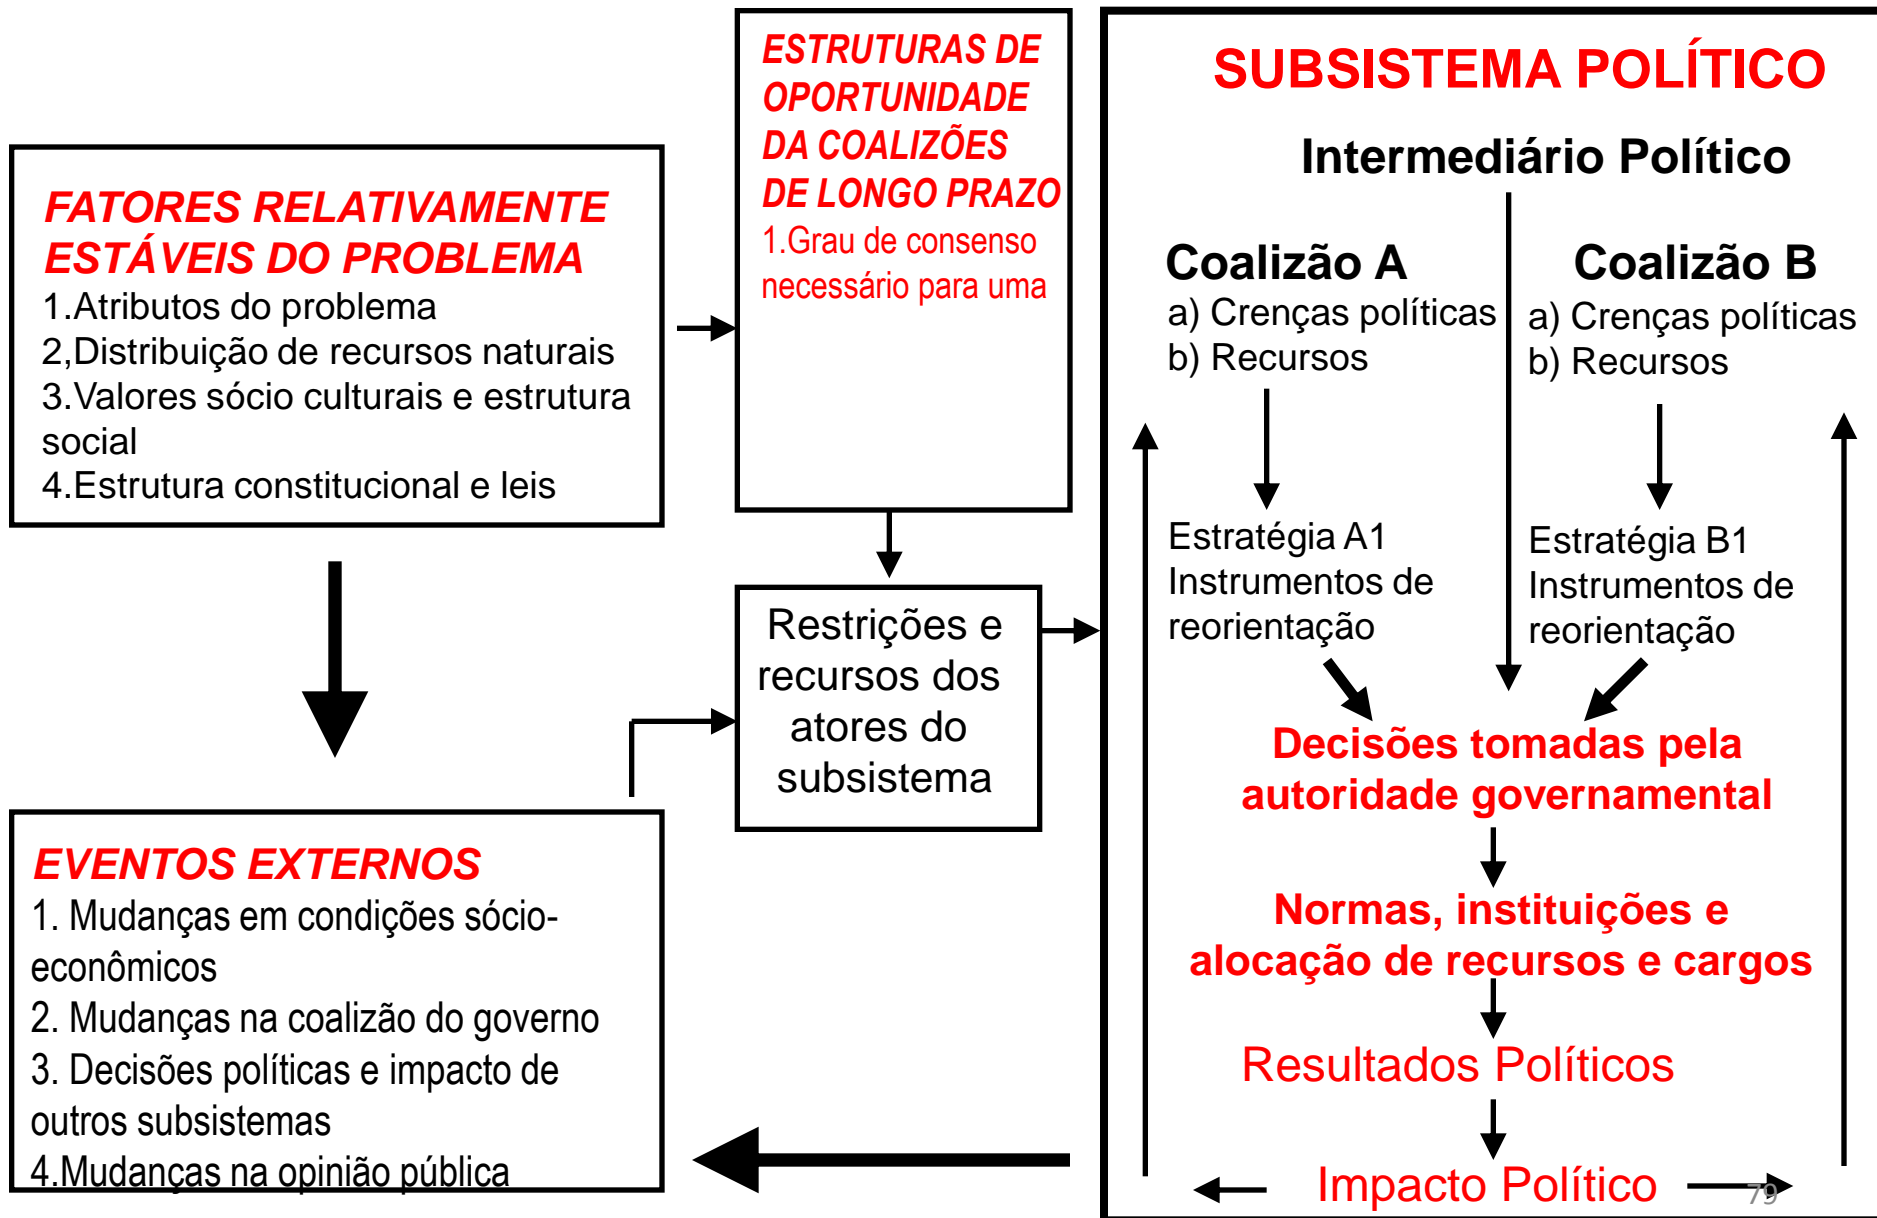 FATORES RELATIVAMENTE
ESTÁVEIS DO PROBLEMA
1.Atributos do problema
2,Distribuição de recursos naturais
3.Valores sócio culturais e estrutura
social
4.Estrutura constitucional e leis
ESTRUTURAS DE
OPORTUNIDADE
DA COALIZÕES
DE LONGO PRAZO
1.Grau de consenso
necessário para uma
Restrições e
recursos dos
atores do
subsistema
EVENTOS EXTERNOS
1. Mudanças em condições sócio-
econômicos
2. Mudanças na coalizão do governo
3. Decisões políticas e impacto de
outros subsistemas
4.Mudanças na opinião pública
SUBSISTEMA POLÍTICO
Intermediário Político
Coalizão A
a) Crenças políticas
b) Recursos
Coalizão B
a) Crenças políticas
b) Recursos
Estratégia A1
Instrumentos de
reorientação
Estratégia B1
Instrumentos de
reorientação
Decisões tomadas pela
autoridade governamental
Normas, instituições e
alocação de recursos e cargos
Resultados Políticos
Impacto Político
79